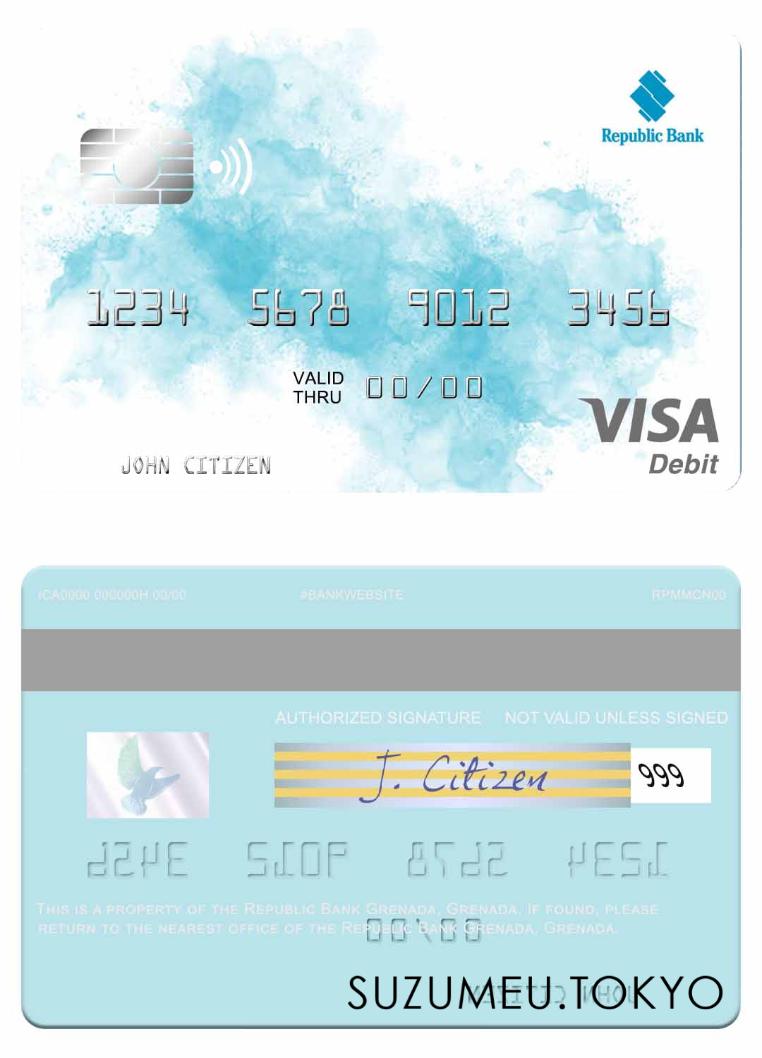 Republic Bank
1234 5678 9012 3456
VALID THRU 00/00
VISA
Debit
JOHN CITIZEN
ICA0000 000000H 00/00 #BANKWEBSITE RPMMCN00
AUTHORIZED SIGNATURE NOT VALID UNLESS SIGNED
J. Citizen 999
THIS IS A PROPERTY OF THE REPUBLIC BANK GRENADA, GRENADA. IF FOUND, PLEASE
RETURN TO THE NEAREST OFFICE OF THE REPUBLIC BANK GRENADA, GRENADA.
SUZUMEU.TOKYO